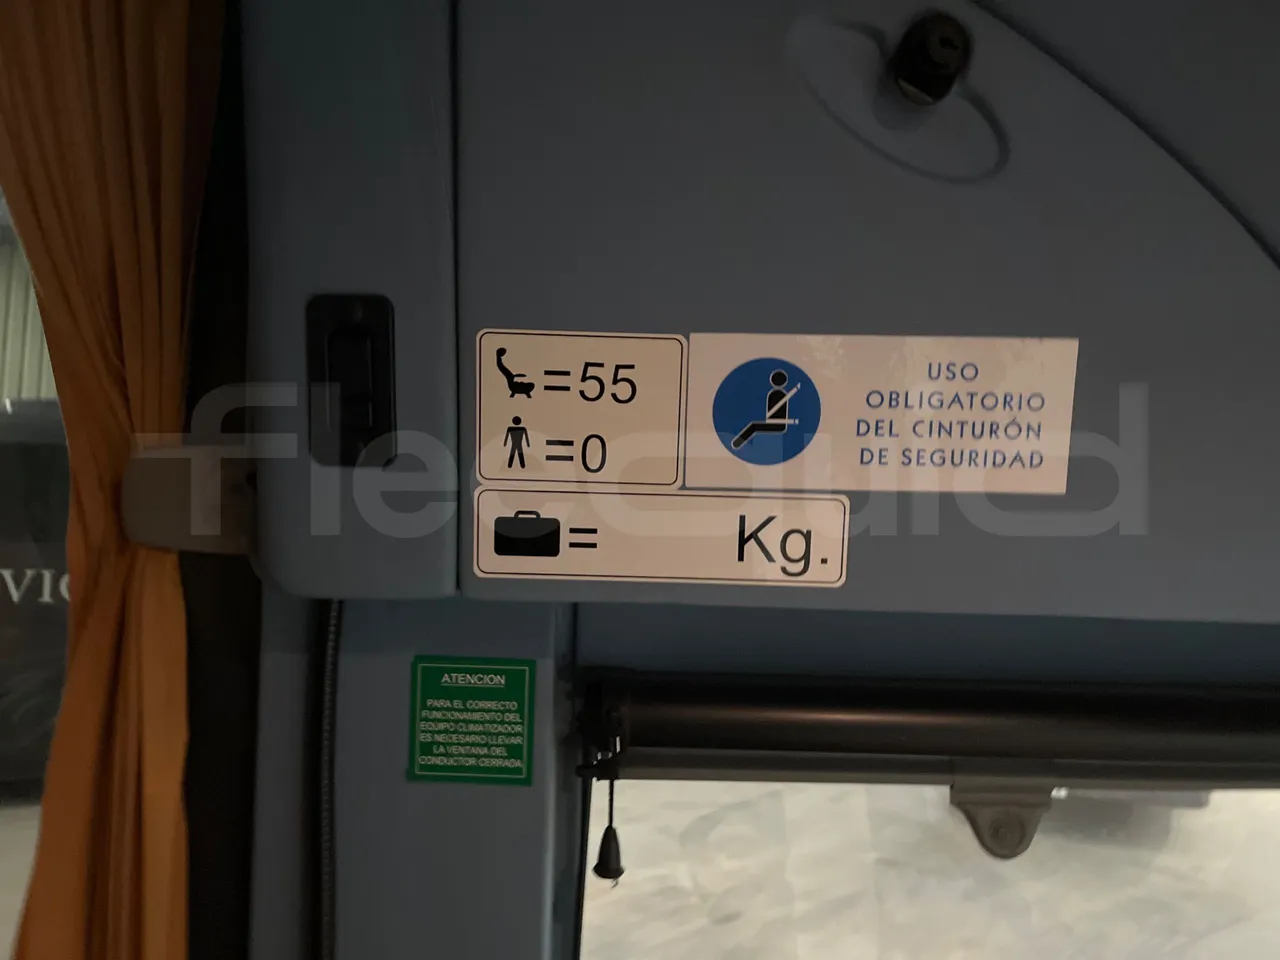 =55
=0
USO
OBLIGATORIO
DEL CINTURÓN
DE SEGURIDAD
= Kg.
ATENCION
PARA EL CORRECTO
FUNCIONAMIENTO DEL
EQUIPO CLIMATIZADOR
ES NECESARIO LLEVAR
LA VENTANA DEL
CONDUCTOR CERRADA
fleequid